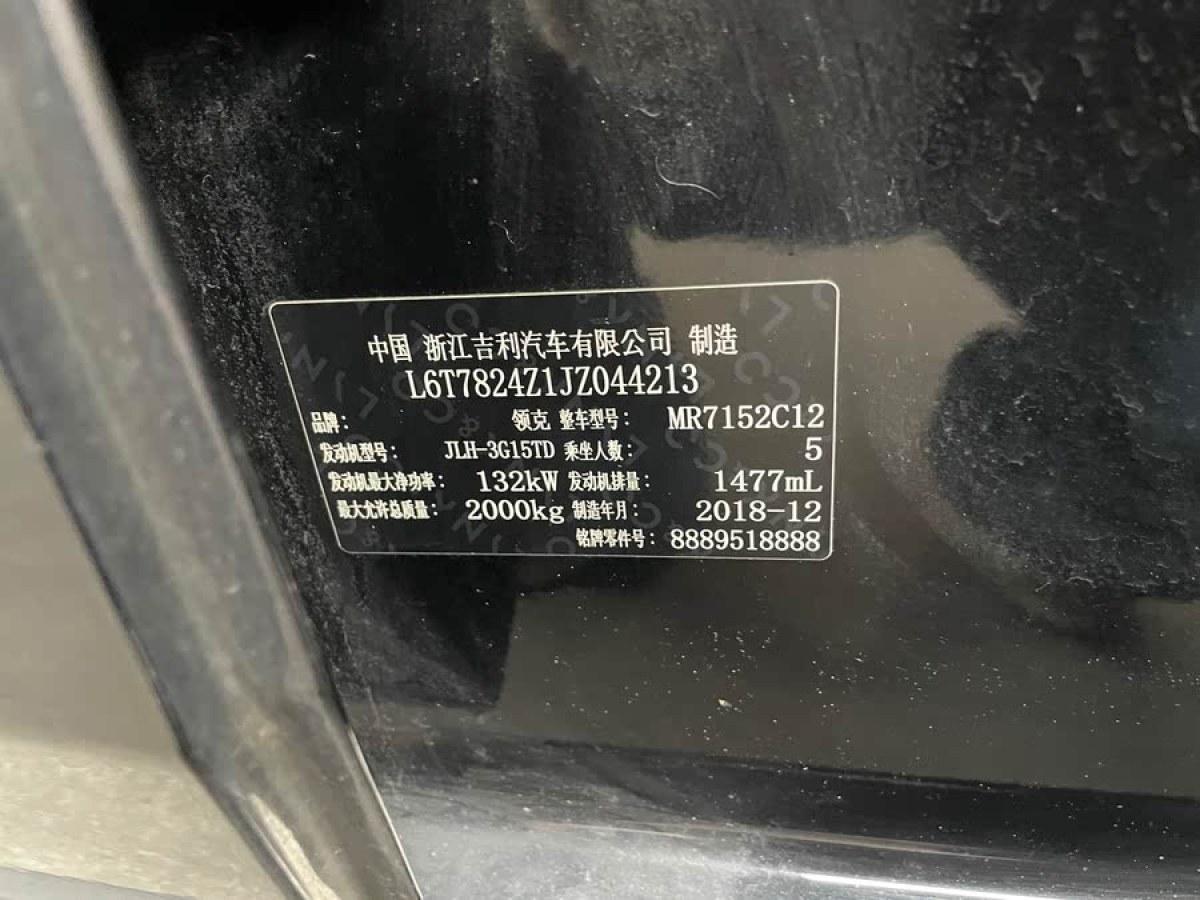 中国 浙江吉利汽车有限公司 制造
L6T7824Z1JZ044213
品牌: 领克 整车型号: MR7152C12
发动机型号: JLH-3G15TD 乘坐人数: 5
发动机最大净功率: 132kW 发动机排量: 1477mL
最大允许总质量: 2000kg 制造年月: 2018-12
铭牌零件号: 8889518888